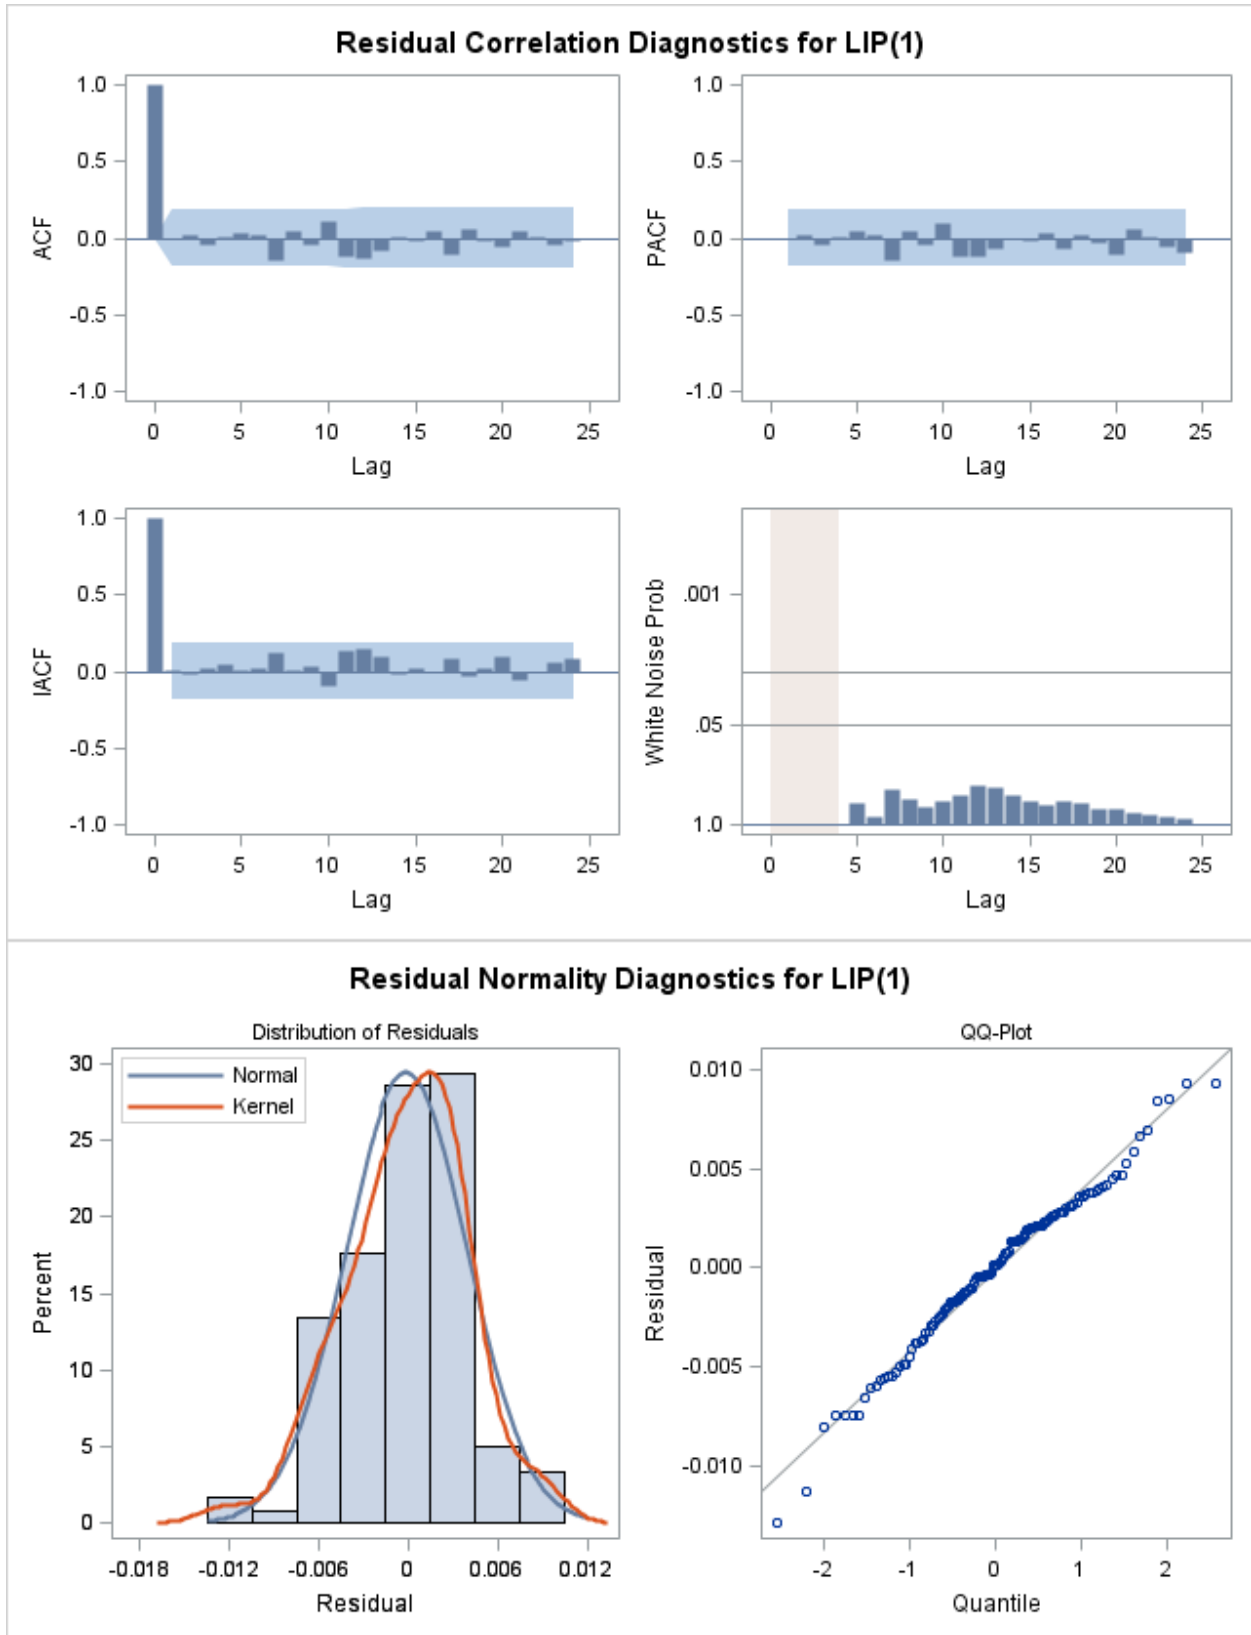 Residual Correlation Diagnostics for LIP(1)
1.0
0.5
0.0
-0.5
-1.0
ACF
0 5 10 15 20 25
Lag
1.0
0.5
0.0
-0.5
-1.0
PACF
0 5 10 15 20 25
Lag
1.0
0.5
0.0
-0.5
-1.0
IACF
0 5 10 15 20 25
Lag
.001
.05
1.0
White Noise Prob
0 5 10 15 20 25
Lag
Residual Normality Diagnostics for LIP(1)
Distribution of Residuals
Normal
Kernel
30
25
20
15
10
5
0
Percent
-0.018 -0.012 -0.006 0 0.006 0.012
Residual
QQ-Plot
0.010
0.005
0.000
-0.005
-0.010
Residual
-2 -1 0 1 2
Quantile